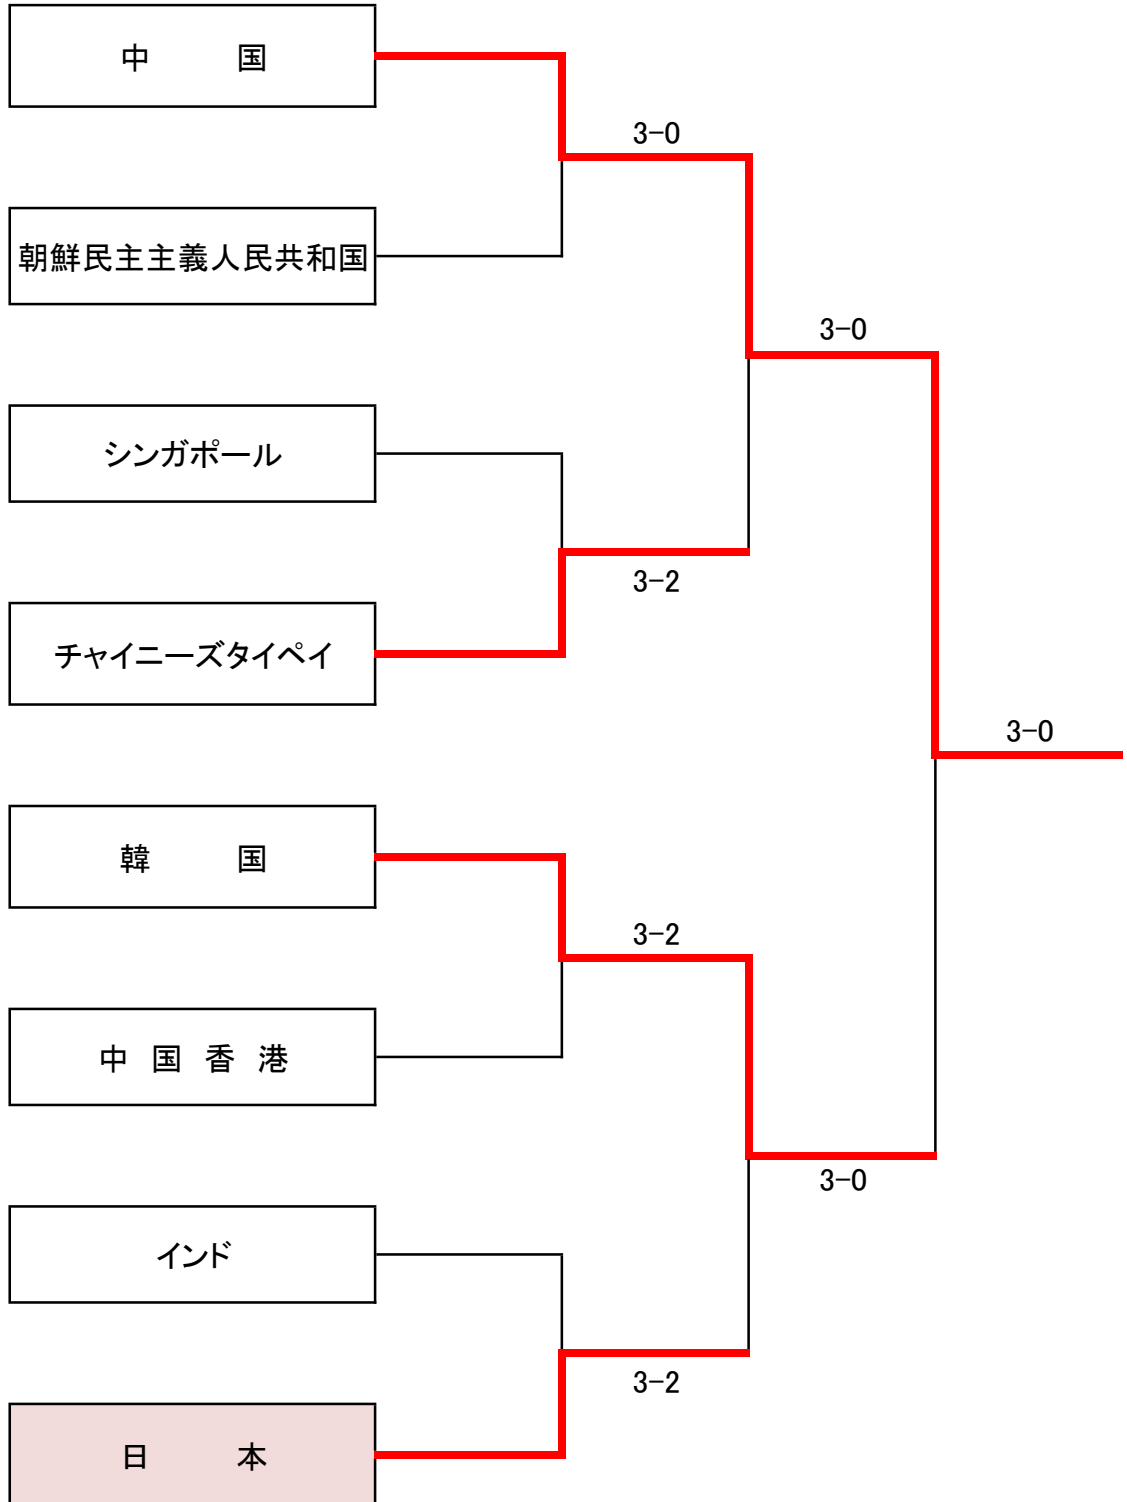 中 国
3-0
朝鮮民主主義人民共和国
3-0
シンガポール
3-2
チャイニーズタイペイ
3-0
韓 国
3-2
中 国 香 港
3-0
インド
3-2
日 本